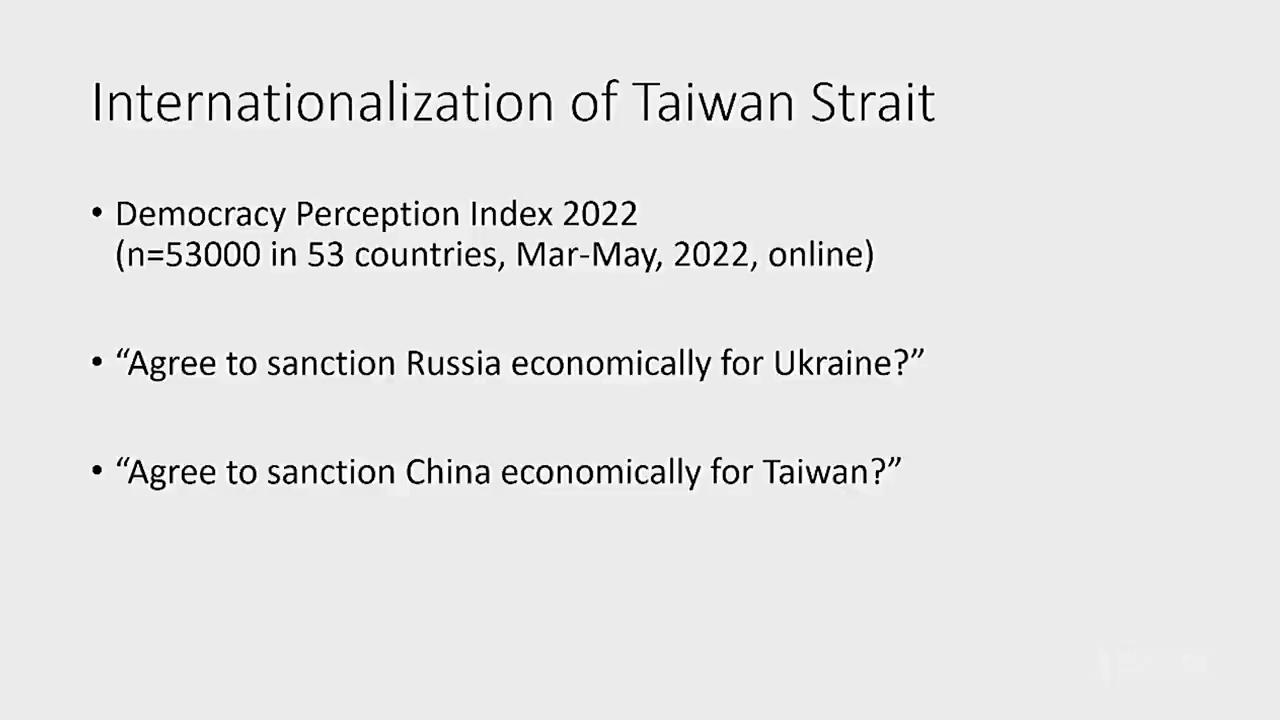 Internationalization of Taiwan Strait
• Democracy Perception Index 2022
(n=53000 in 53 countries, Mar-May, 2022, online)
• “Agree to sanction Russia economically for Ukraine?”
• “Agree to sanction China economically for Taiwan?”